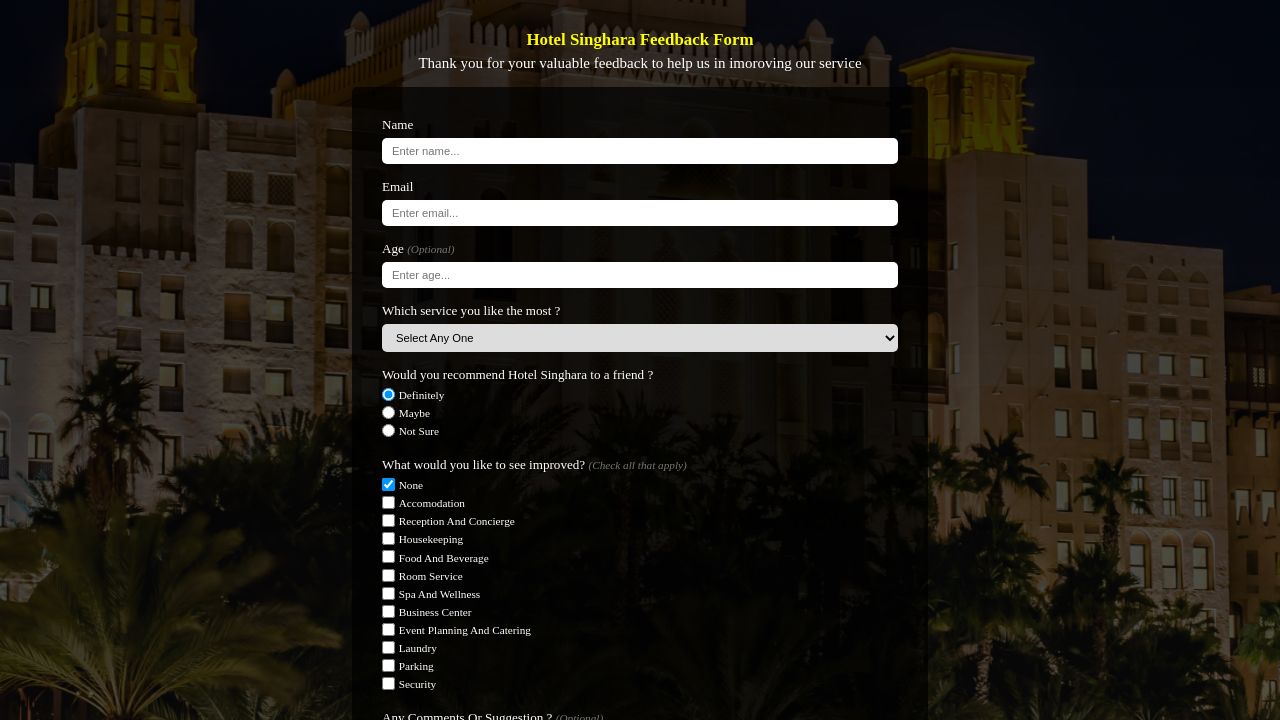 Hotel Singhara Feedback Form
Thank you for your valuable feedback to help us in imoroving our service
Name
Enter name...
Email
Enter email...
Age (Optional)
Enter age...
Which service you like the most ?
Select Any One
Would you recommend Hotel Singhara to a friend ?
Definitely
Maybe
Not Sure
What would you like to see improved? (Check all that apply)
None
Accomodation
Reception And Concierge
Housekeeping
Food And Beverage
Room Service
Spa And Wellness
Business Center
Event Planning And Catering
Laundry
Parking
Security
Any Comments Or Suggestion ? (Optional)